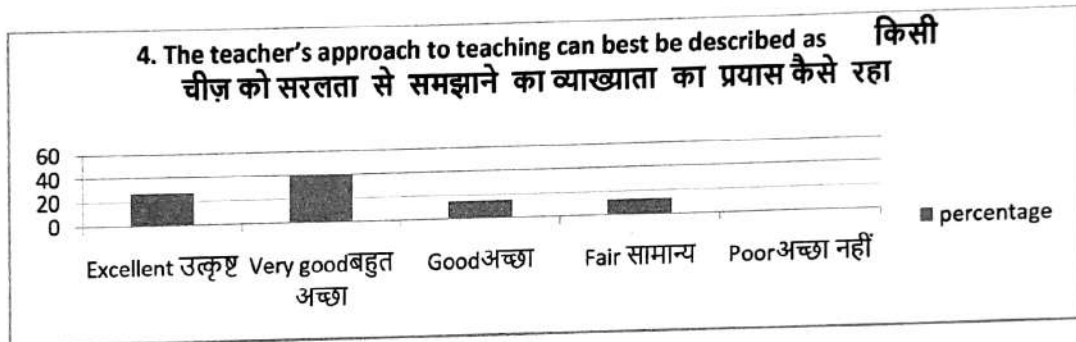 4. The teacher's approach to teaching can best be described as किसी
चीज़ को सरलता से समझाने का व्याख्याता का प्रयास कैसे रहा
60
40
20
0
Excellent उत्कृष्ट
Very goodबहुत
अच्छा
Goodअच्छा
Fair सामान्य
Poorअच्छा नहीं
percentage